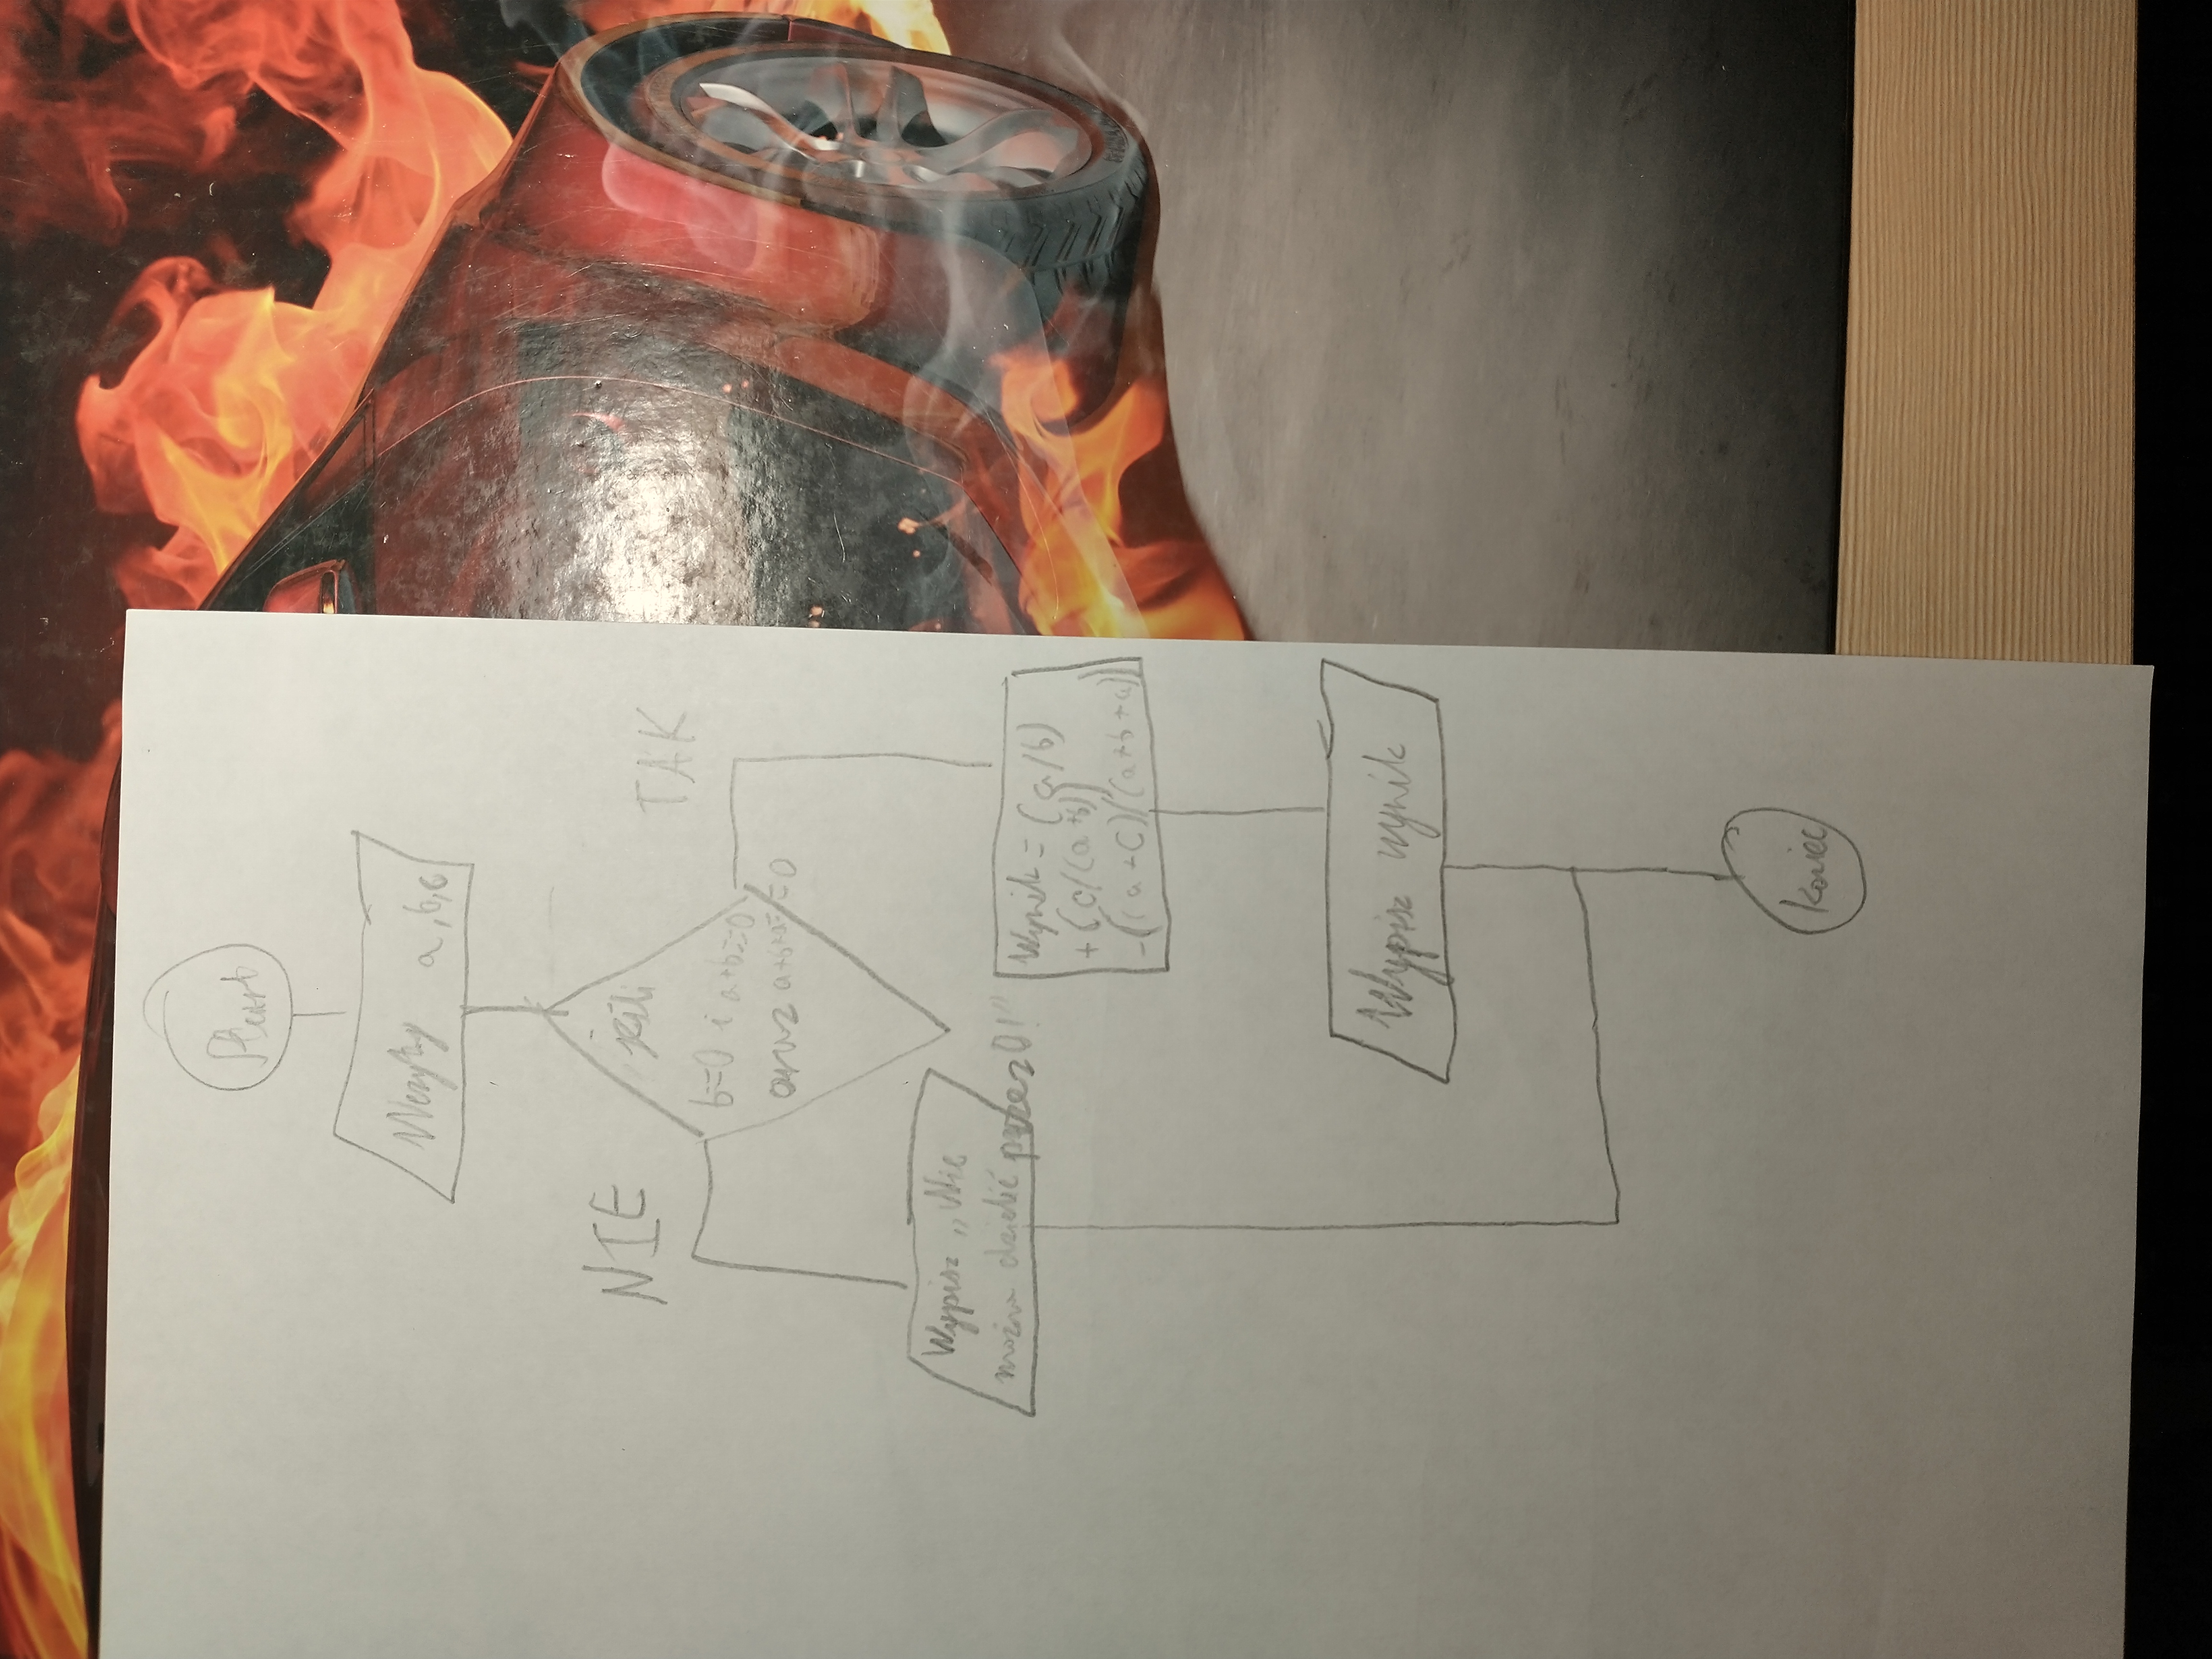 Start
Wczytaj a,b,c
jeśli
NIE
TAK
b=0 i a+b==0
oraz a+b+a==0
Wypisz „Nie
można dzielić przez 0!”
Wynik = (a/b)
+ (c/(a+b))
-((a+c)/(a+b+a))
Wypisz wynik
Koniec